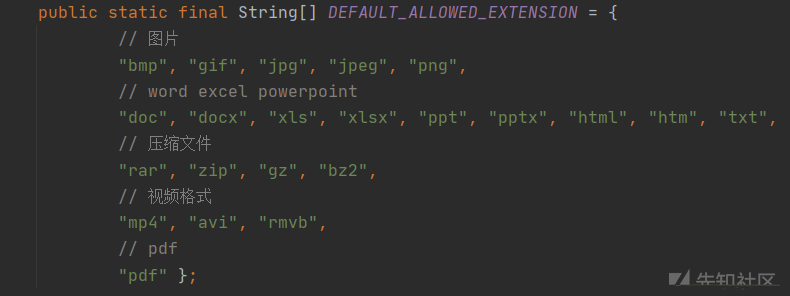 public static final String[] DEFAULT_ALLOWED_EXTENSION = {
// 图片
"bmp", "gif", "jpg", "jpeg", "png",
// word excel powerpoint
"doc", "docx", "xls", "xlsx", "ppt", "pptx", "html", "htm", "txt",
// 压缩文件
"rar", "zip", "gz", "bz2",
// 视频格式
"mp4", "avi", "rmvb",
// pdf
"pdf" };
先知社区